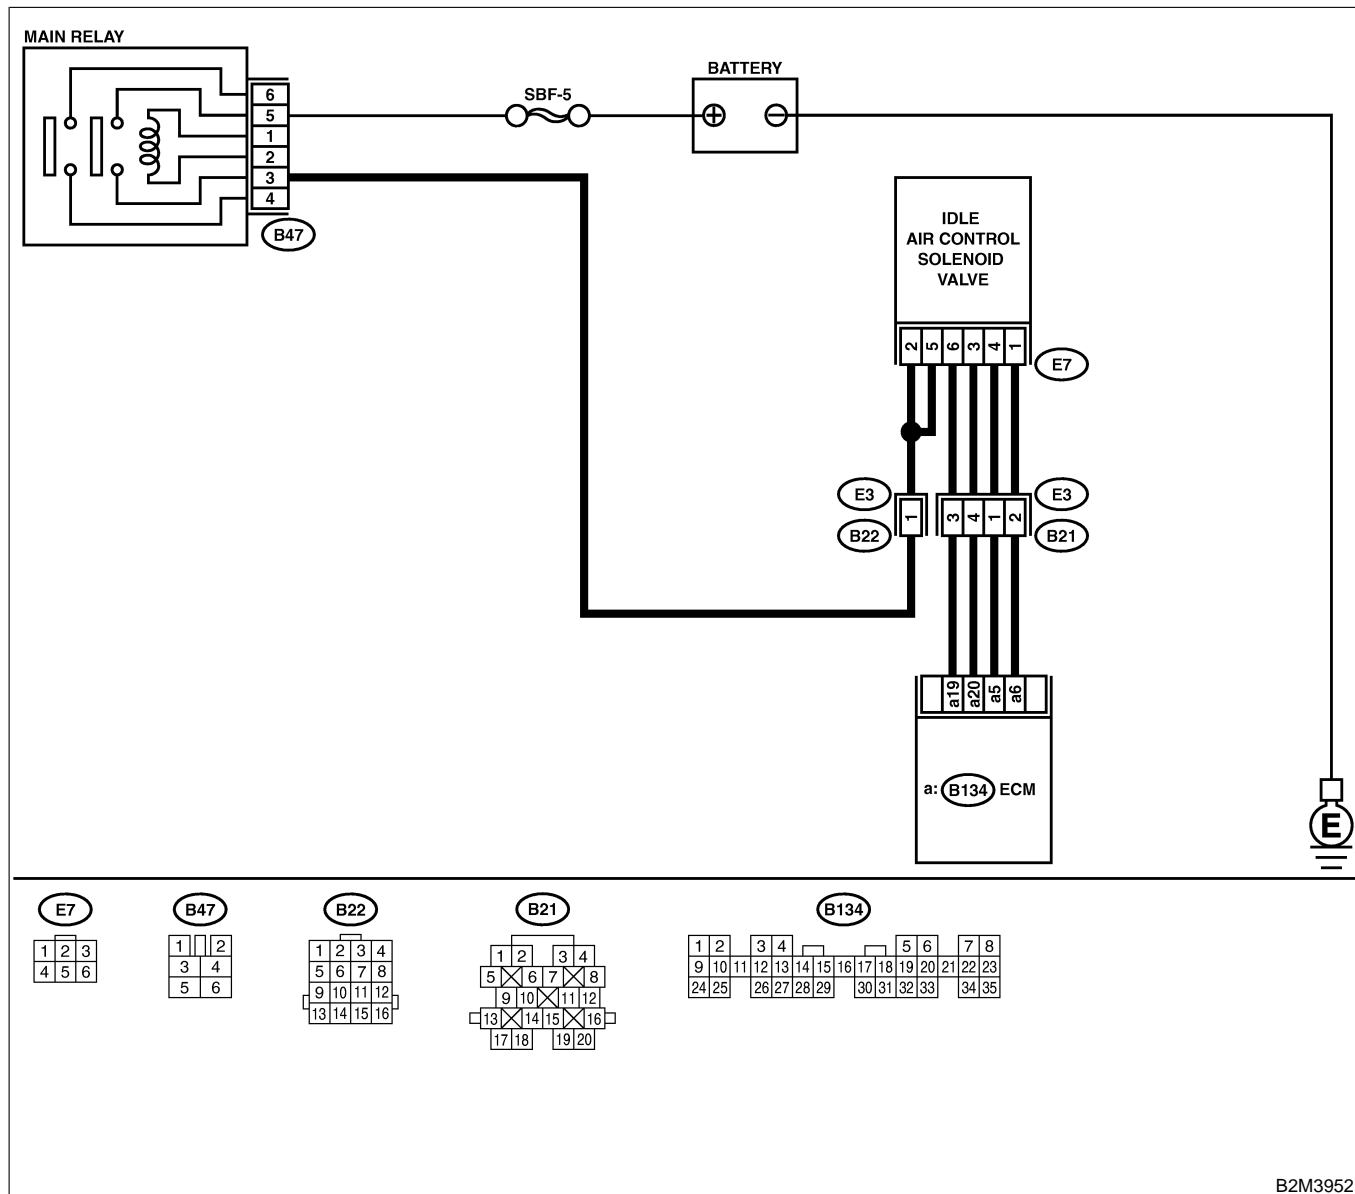 MAIN RELAY
BATTERY
SBF-5
6
5
1
2
3
4
B47
IDLE
AIR CONTROL
SOLENOID
VALVE
2 5 6 3 4 1
E7
E3 E3
1 3 4 1 2
B22 B21
a19 a20 a5 a6
a: B134 ECM
E
E7 B47 B22 B21 B134
1 2 3
4 5 6
1 2
3 4
5 6
1 2 3 4
5 6 7 8
9 10 11 12
13 14 15 16
1 2 3 4
5 6 7 8
9 10 11 12
13 14 15 16
17 18 19 20
1 2 3 4 5 6 7 8
9 10 11 12 13 14 15 16 17 18 19 20 21 22 23
24 25 26 27 28 29 30 31 32 33 34 35
B2M3952